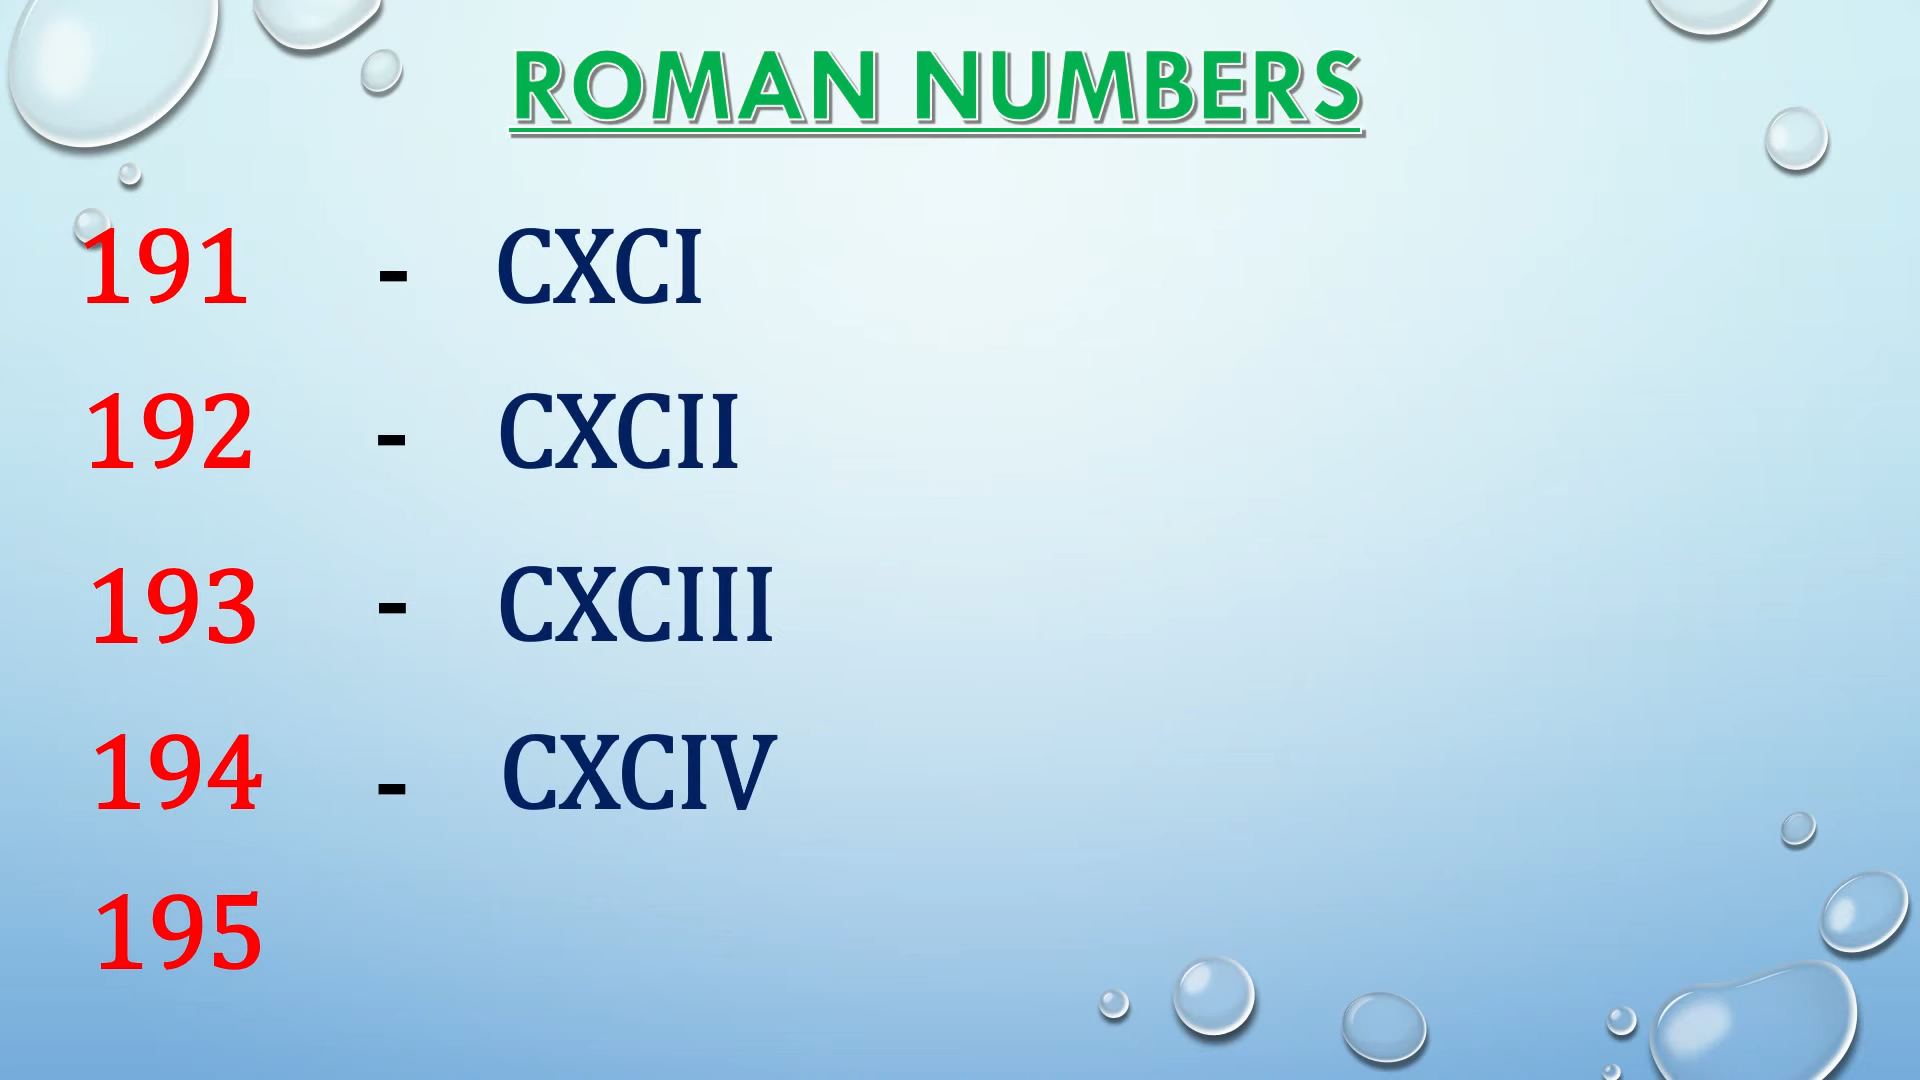 ROMAN NUMBERS
191 - CXCI
192 - CXCII
193 - CXCIII
194 - CXCIV
195